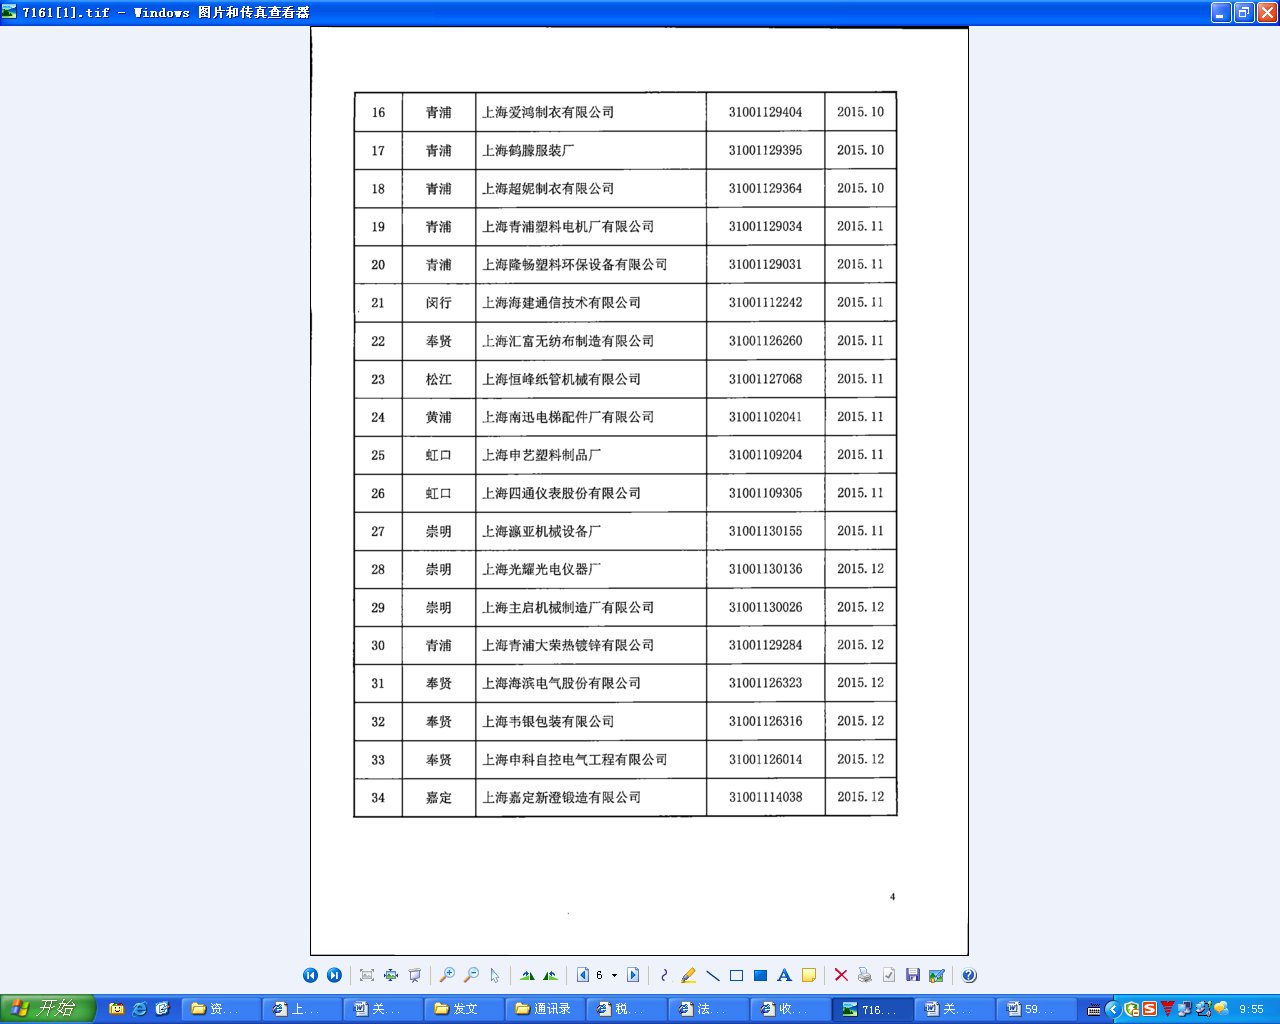 7161[1].tif - Windows 图片和传真查看器
16 青浦 上海爱鸿制衣有限公司 31001129404 2015.10
17 青浦 上海鹤滕服装厂 31001129395 2015.10
18 青浦 上海超妮制衣有限公司 31001129364 2015.10
19 青浦 上海青浦塑料电机厂有限公司 31001129034 2015.11
20 青浦 上海隆畅塑料环保设备有限公司 31001129031 2015.11
21 闵行 上海海建通信技术有限公司 31001112242 2015.11
22 奉贤 上海汇富无纺布制造有限公司 31001126260 2015.11
23 松江 上海恒峰纸管机械有限公司 31001127068 2015.11
24 黄浦 上海南迅电梯配件厂有限公司 31001102041 2015.11
25 虹口 上海申艺塑料制品厂 31001109204 2015.11
26 虹口 上海四通仪表股份有限公司 31001109305 2015.11
27 崇明 上海瀛亚机械设备厂 31001130155 2015.11
28 崇明 上海光耀光电仪器厂 31001130136 2015.12
29 崇明 上海主启机械制造厂有限公司 31001130026 2015.12
30 青浦 上海青浦大荣热镀锌有限公司 31001129284 2015.12
31 奉贤 上海海滨电气股份有限公司 31001126323 2015.12
32 奉贤 上海韦银包装有限公司 31001126316 2015.12
33 奉贤 上海申科自控电气工程有限公司 31001126014 2015.12
34 嘉定 上海嘉定新澄锻造有限公司 31001114038 2015.12
4
6
开始 资... 上... 关... 发文 通讯录 税... 法... 收... 716... 关... 59... 9:55